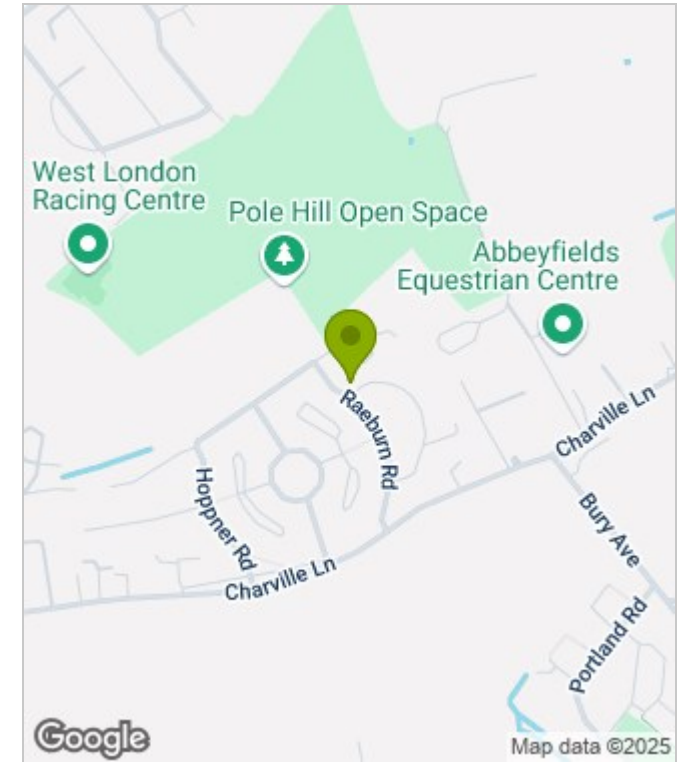 West London
Racing Centre
Pole Hill Open Space
Abbeyfields
Equestrian Centre
Raeburn Rd
Charville Ln
Hoppner Rd
Bury Ave
Charville Ln
Portland Rd
Google
Map data ©2025